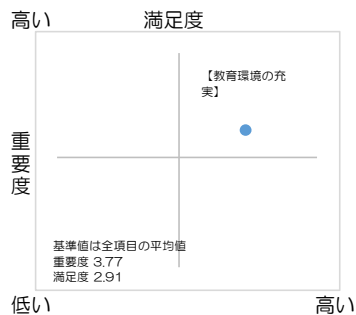 高い
満足度
【教育環境の充
実】
重要度
基準値は全項目の平均値
重要度 3.77
満足度 2.91
低い
高い